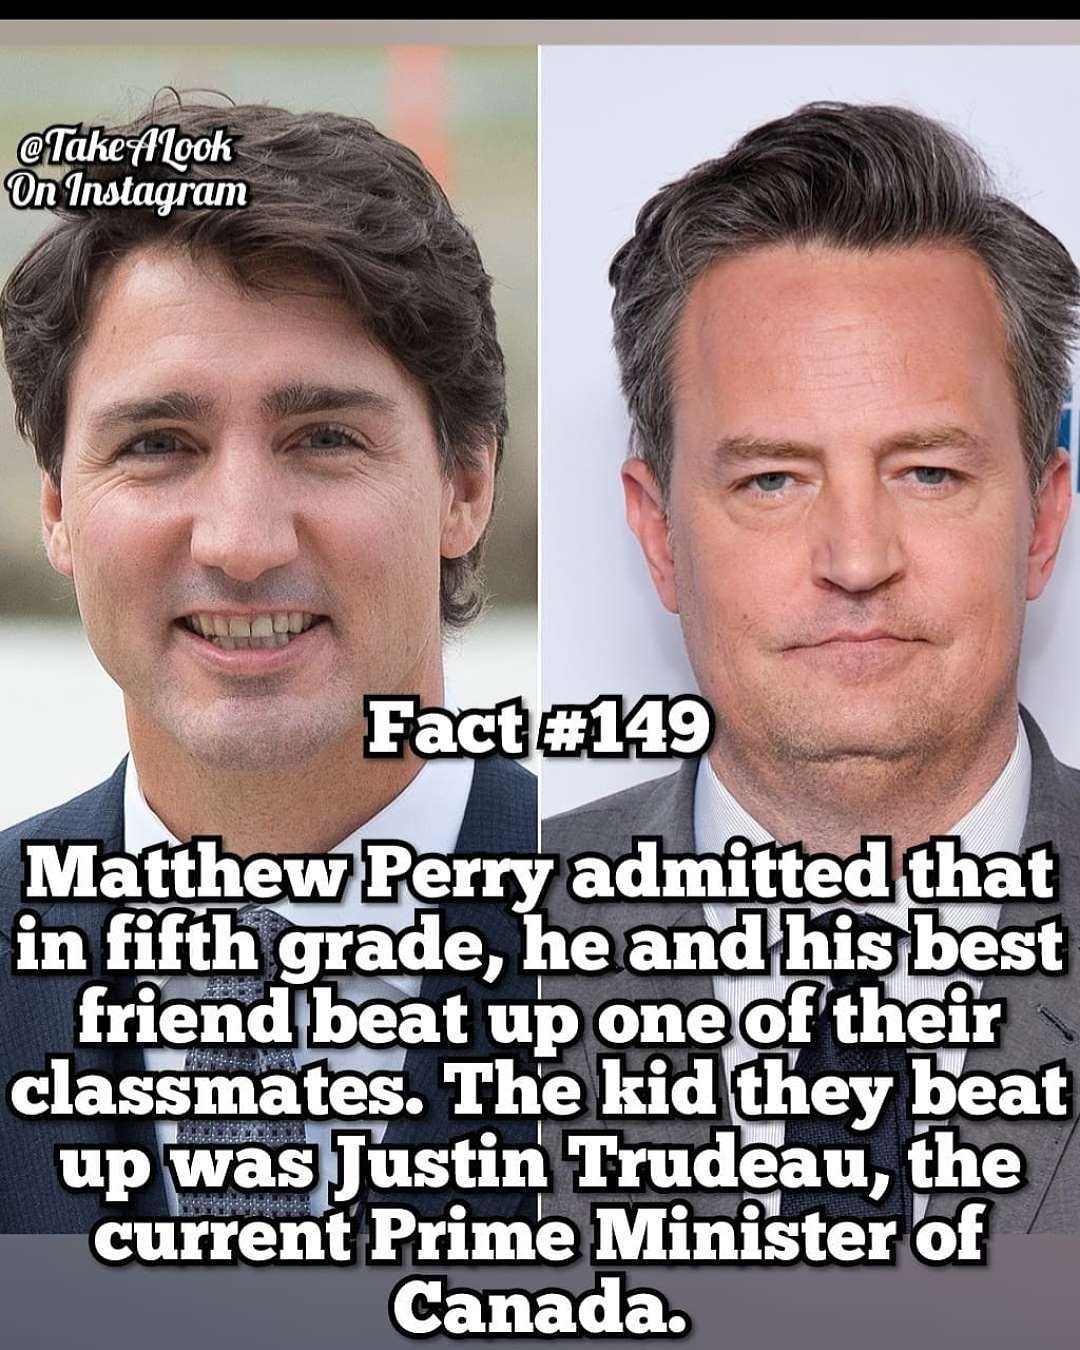 @TakeALook
On Instagram
Fact #149
Matthew Perry admitted that
in fifth grade, he and his best
friend beat up one of their
classmates. The kid they beat
up was Justin Trudeau, the
current Prime Minister of
Canada.